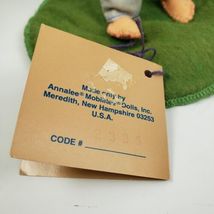 Made only by
Annalee® Mobilitee® Dolls, Inc.
Meredith, New Hampshire 03253
U.S.A.
CODE #